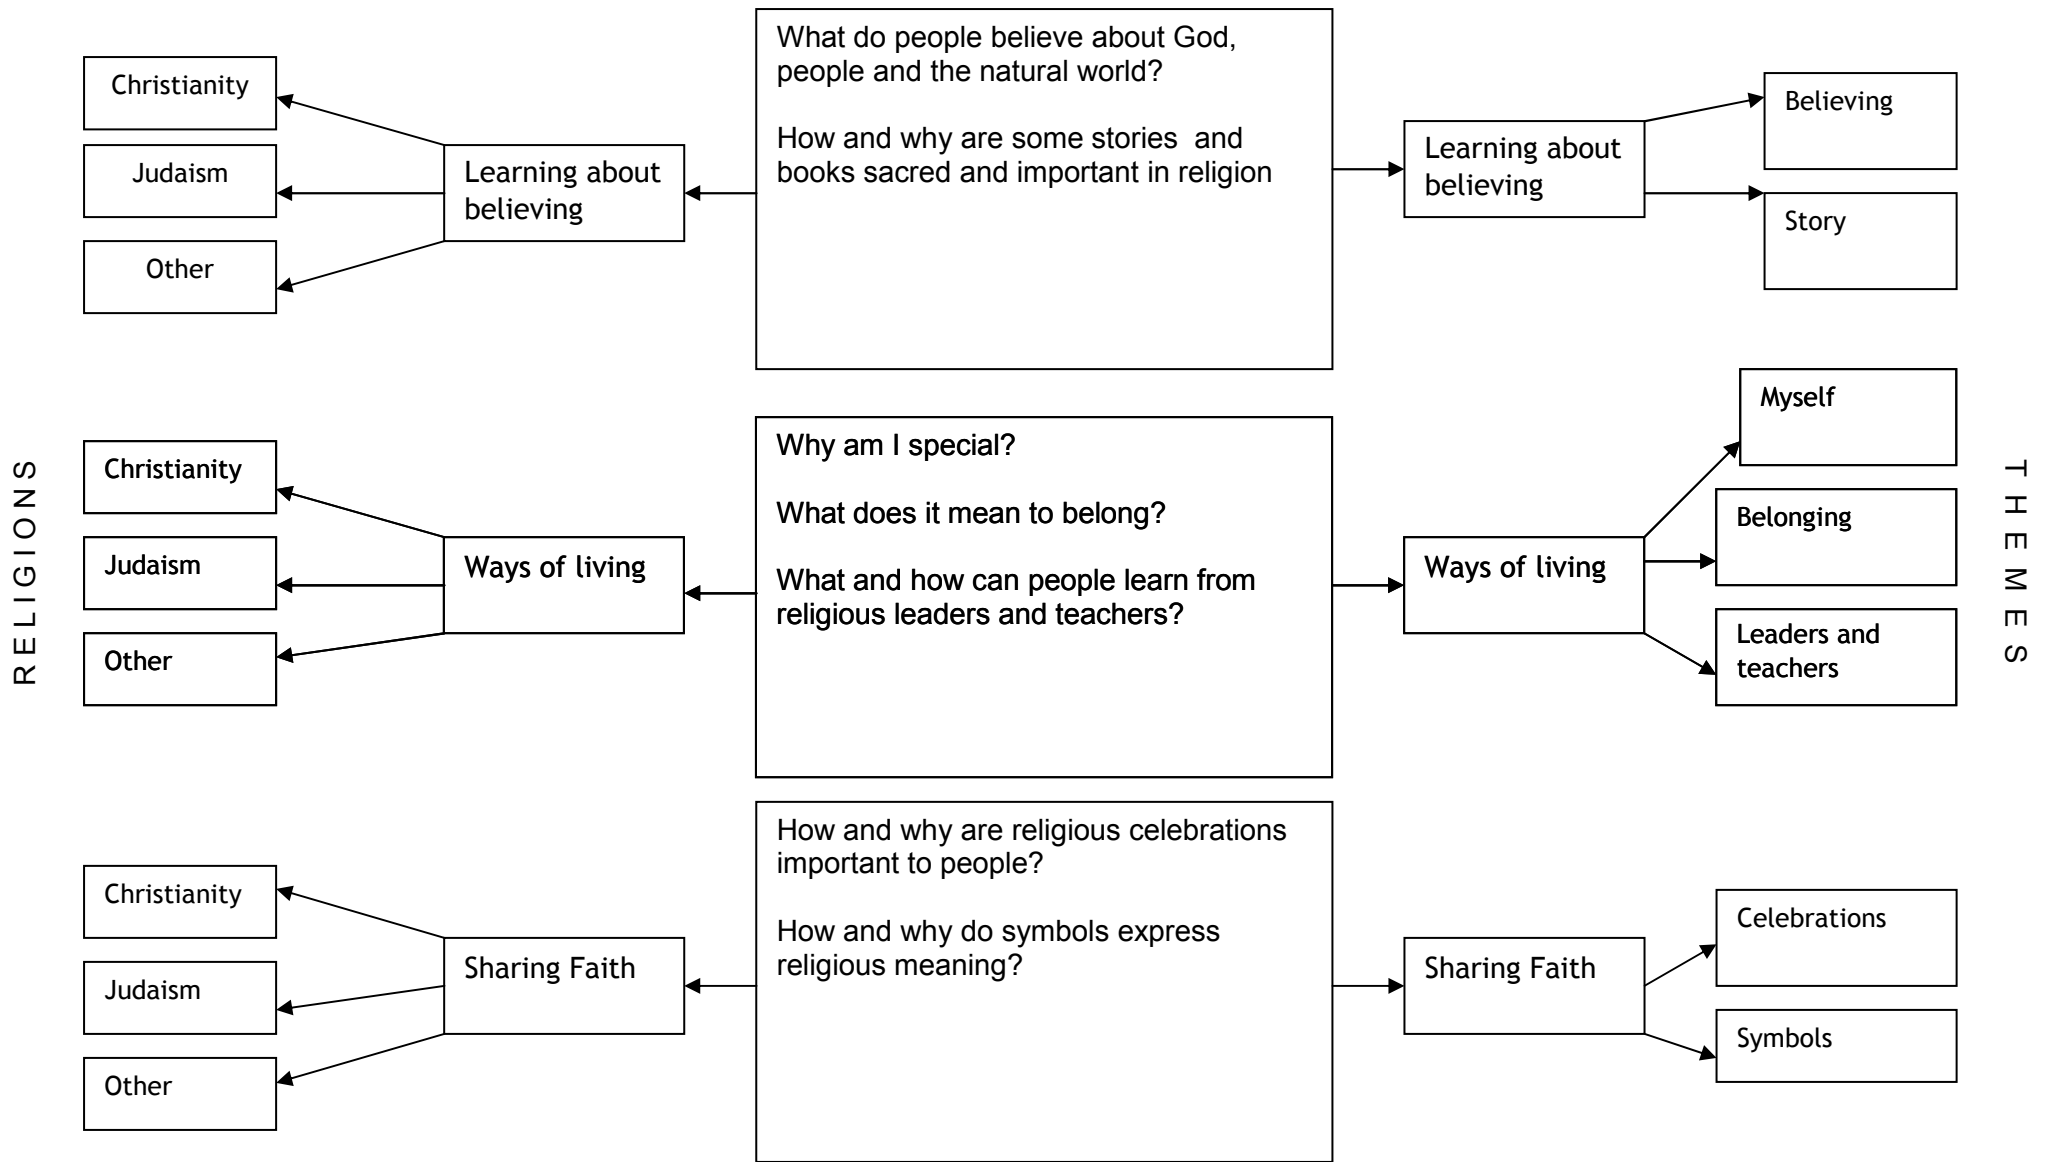 What do people believe about God,
people and the natural world?
How and why are some stories  and
books sacred and important in religion
Christianity
Judaism
Other
Learning about
believing
Learning about
believing
Believing
Story
RELIGIONS
Christianity
Judaism
Other
Ways of living
Why am I special?
What does it mean to belong?
What and how can people learn from
religious leaders and teachers?
Ways of living
Myself
Belonging
Leaders and
teachers
THEMES
Christianity
Judaism
Other
Sharing Faith
How and why are religious celebrations
important to people?
How and why do symbols express
religious meaning?
Sharing Faith
Celebrations
Symbols